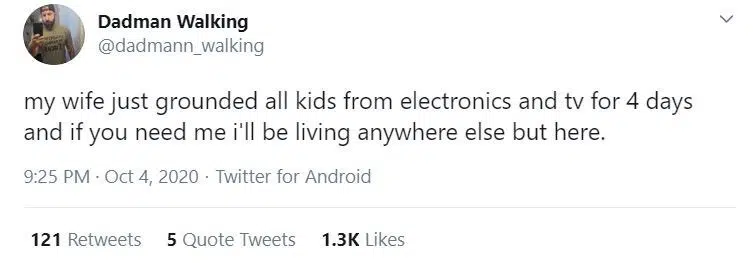 Dadman Walking
@dadmann_walking
my wife just grounded all kids from electronics and tv for 4 days
and if you need me i'll be living anywhere else but here.
9:25 PM · Oct 4, 2020 · Twitter for Android
121 Retweets 5 Quote Tweets 1.3K Likes